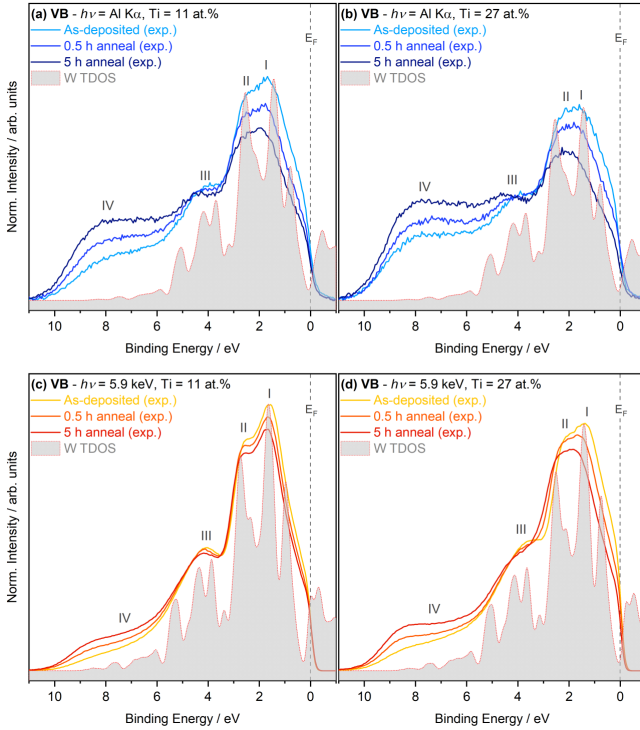 (a) VB - hν = Al Kα, Ti = 11 at.%
As-deposited (exp.)
0.5 h anneal (exp.)
5 h anneal (exp.)
W TDOS
E_F
I
II
III
IV
Norm. Intensity / arb. units
10 8 6 4 2 0
Binding Energy / eV
(b) VB - hν = Al Kα, Ti = 27 at.%
As-deposited (exp.)
0.5 h anneal (exp.)
5 h anneal (exp.)
W TDOS
E_F
I
II
III
IV
10 8 6 4 2 0
Binding Energy / eV
(c) VB - hν = 5.9 keV, Ti = 11 at.%
As-deposited (exp.)
0.5 h anneal (exp.)
5 h anneal (exp.)
W TDOS
E_F
I
II
III
IV
Norm. Intensity / arb. units
10 8 6 4 2 0
Binding Energy / eV
(d) VB - hν = 5.9 keV, Ti = 27 at.%
As-deposited (exp.)
0.5 h anneal (exp.)
5 h anneal (exp.)
W TDOS
E_F
I
II
III
IV
10 8 6 4 2 0
Binding Energy / eV